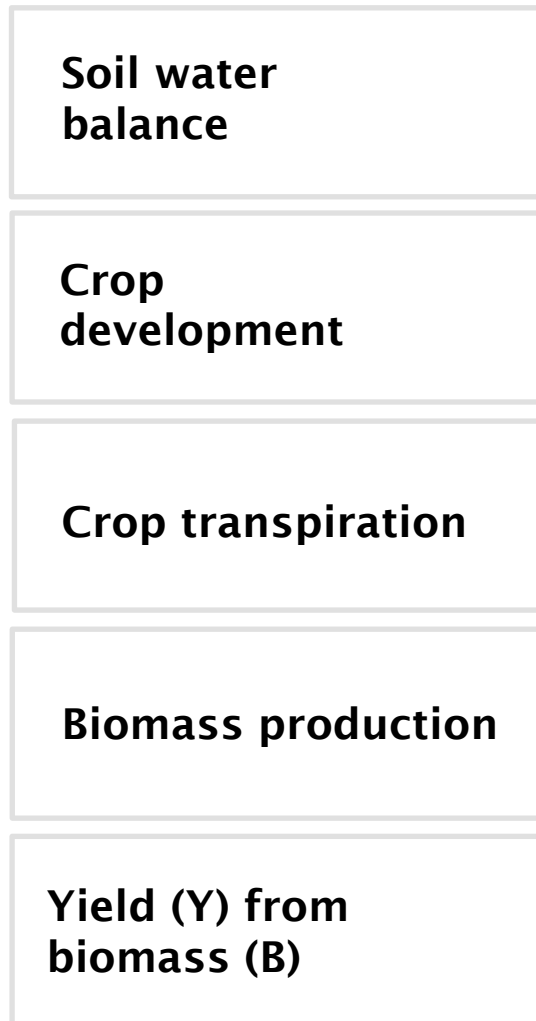 Soil water
balance
Crop
development
Crop transpiration
Biomass production
Yield (Y) from
biomass (B)